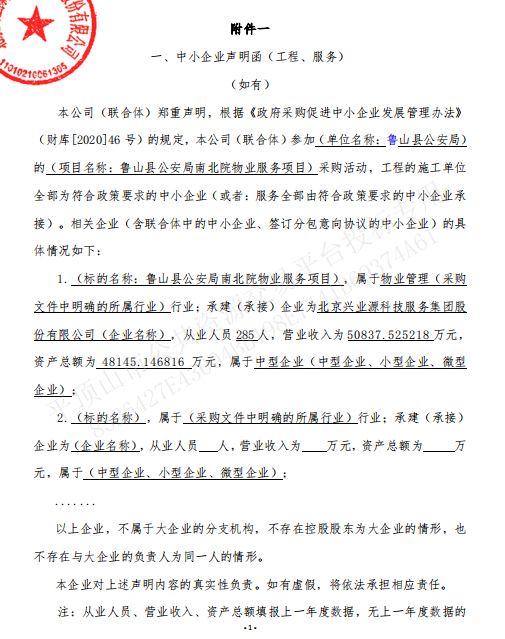 附件一
一、中小企业声明函（工程、服务）
（如有）
本公司（联合体）郑重声明，根据《政府采购促进中小企业发展管理办法》
（财库[2020]46 号）的规定，本公司（联合体）参加（单位名称：鲁山县公安局）
的（项目名称：鲁山县公安局南北院物业服务项目）采购活动，工程的施工单位
全部为符合政策要求的中小企业（或者：服务全部由符合政策要求的中小企业承
接）。相关企业（含联合体中的中小企业、签订分包意向协议的中小企业）的具
体情况如下：
1.（标的名称：鲁山县公安局南北院物业服务项目），属于物业管理（采购
文件中明确的所属行业）行业；承建（承接）企业为北京兴业源科技服务集团股
份有限公司（企业名称），从业人员 285人，营业收入为 50837.525218 万元，
资产总额为 48145.146816 万元，属于中型企业（中型企业、小型企业、微型
企业）；
2.（标的名称），属于（采购文件中明确的所属行业）行业；承建（承接）
企业为（企业名称），从业人员___人，营业收入为____万元，资产总额为____万
元，属于（中型企业、小型企业、微型企业）；
.......
以上企业，不属于大企业的分支机构，不存在控股股东为大企业的情形，也
不存在与大企业的负责人为同一人的情形。
本企业对上述声明内容的真实性负责。如有虚假，将依法承担相应责任。
注：从业人员、营业收入、资产总额填报上一年度数据，无上一年度数据的
-1-
11010210061305